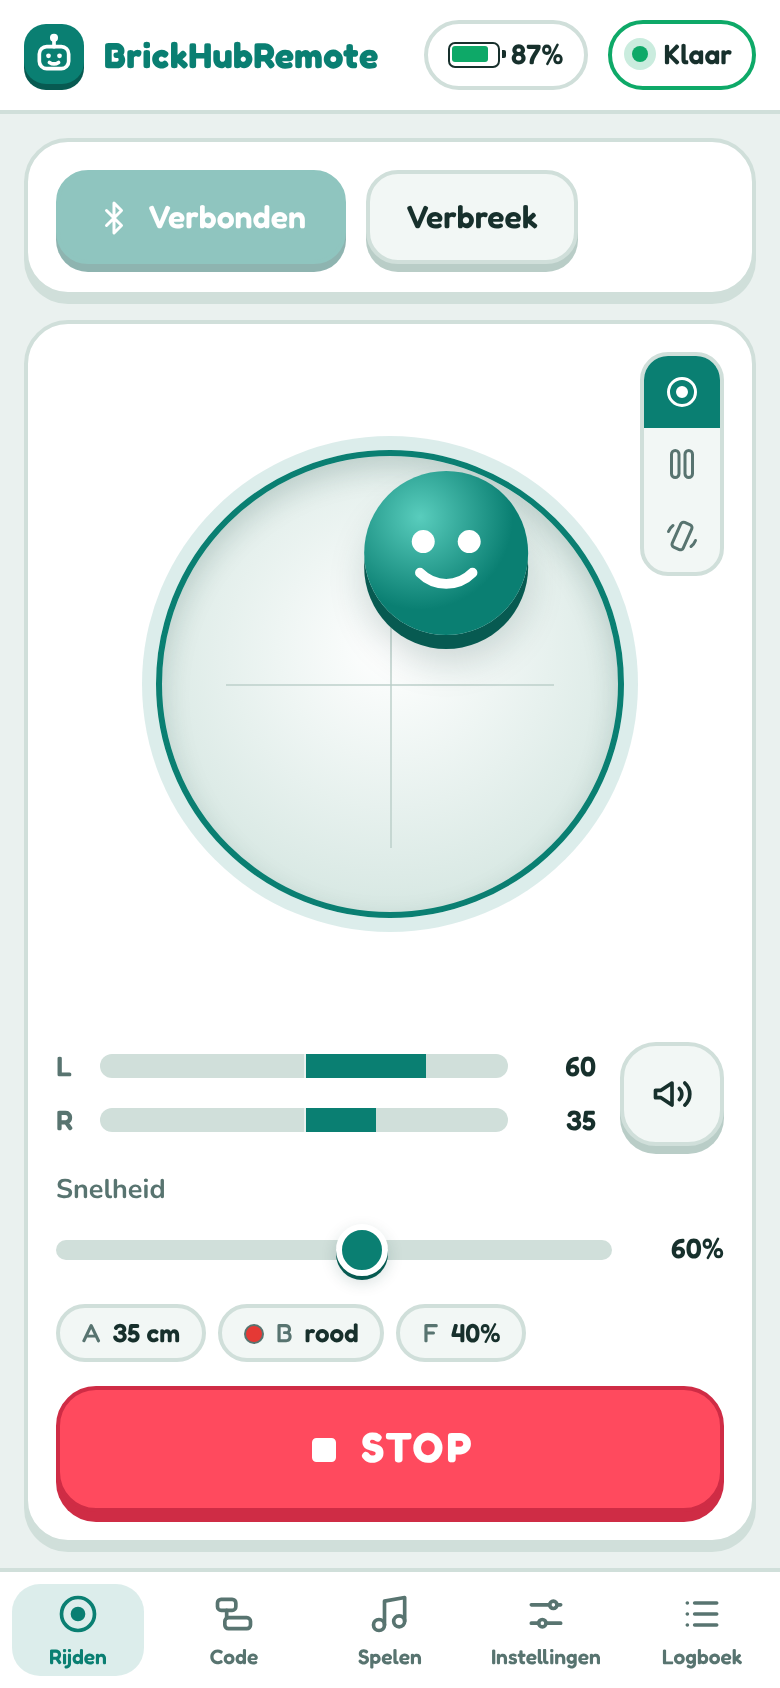 BrickHubRemote
87%
Klaar
Verbonden
Verbreek
L 60
R 35
Snelheid
60%
A 35 cm
B rood
F 40%
STOP
Rijden
Code
Spelen
Instellingen
Logboek